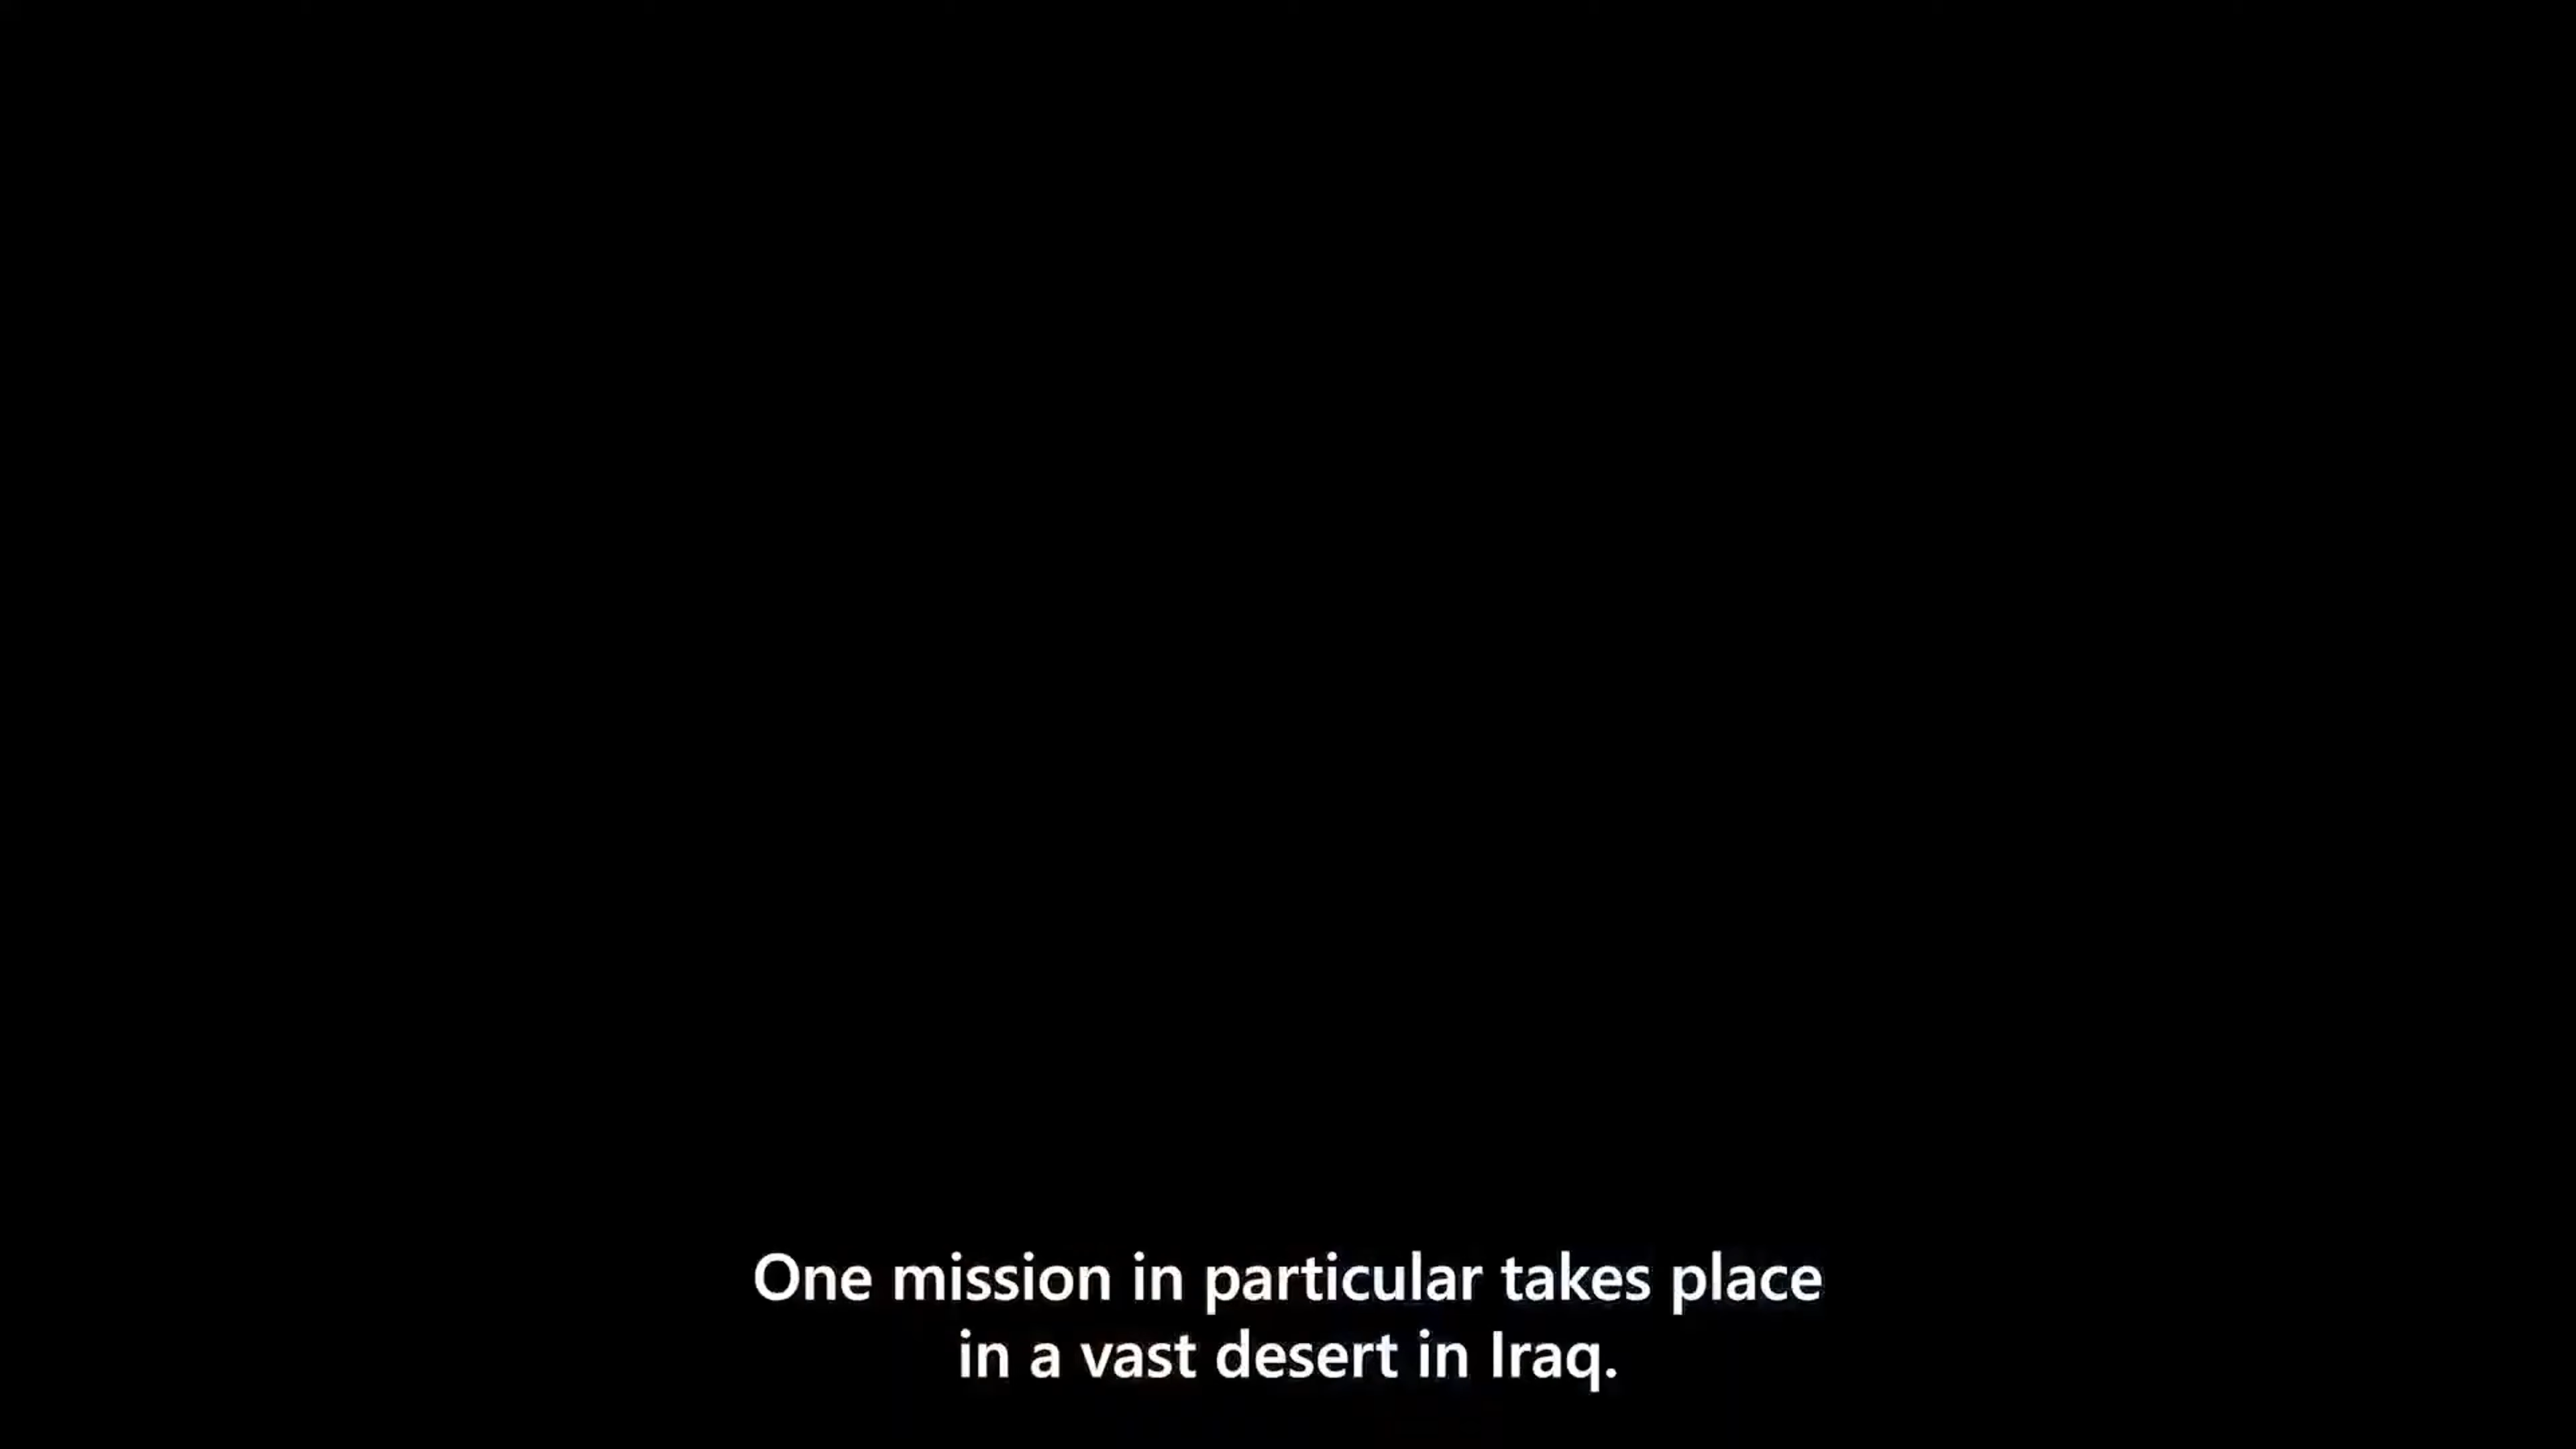 One mission in particular takes place
in a vast desert in Iraq.